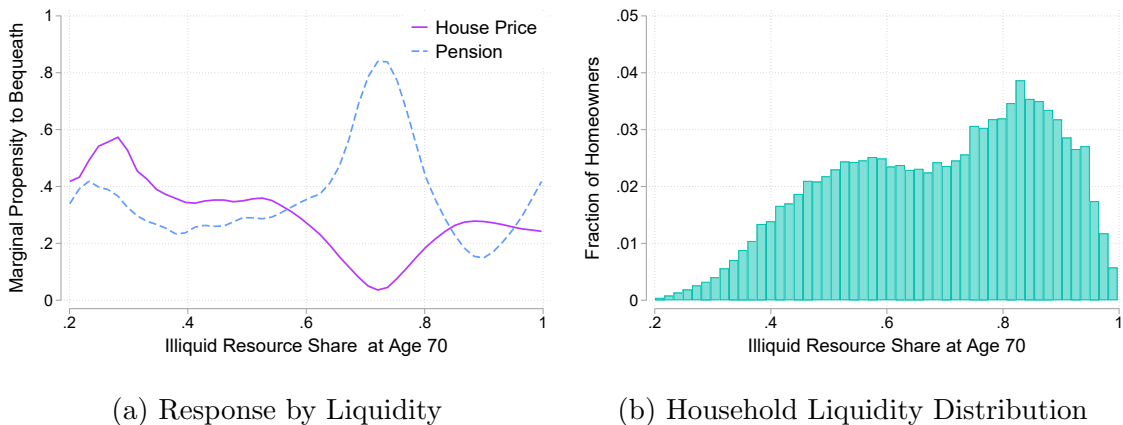 Marginal Propensity to Bequeath
1
.8
.6
.4
.2
0
House Price
Pension
.2 .4 .6 .8 1
Illiquid Resource Share at Age 70
(a) Response by Liquidity
Fraction of Homeowners
.05
.04
.03
.02
.01
0
.2 .4 .6 .8 1
Illiquid Resource Share at Age 70
(b) Household Liquidity Distribution